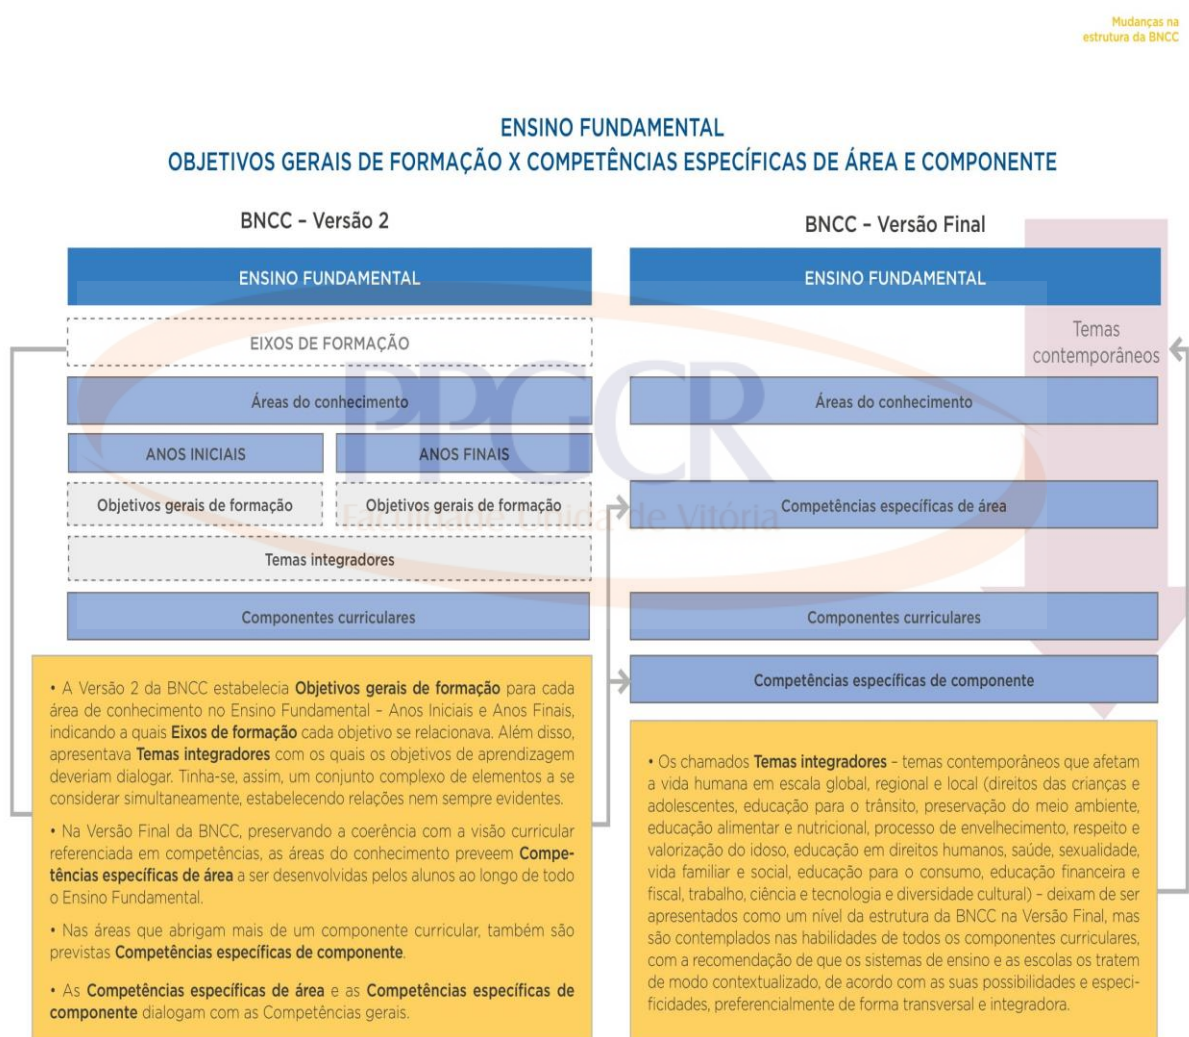 Mudanças na
estrutura da BNCC
ENSINO FUNDAMENTAL
OBJETIVOS GERAIS DE FORMAÇÃO X COMPETÊNCIAS ESPECÍFICAS DE ÁREA E COMPONENTE
BNCC – Versão 2
ENSINO FUNDAMENTAL
EIXOS DE FORMAÇÃO
Áreas do conhecimento
ANOS INICIAIS
ANOS FINAIS
Objetivos gerais de formação
Objetivos gerais de formação
Temas integradores
Componentes curriculares
• A Versão 2 da BNCC estabelecia Objetivos gerais de formação para cada
área de conhecimento no Ensino Fundamental – Anos Iniciais e Anos Finais,
indicando a quais Eixos de formação cada objetivo se relacionava. Além disso,
apresentava Temas integradores com os quais os objetivos de aprendizagem
deveriam dialogar. Tinha-se, assim, um conjunto complexo de elementos a se
considerar simultaneamente, estabelecendo relações nem sempre evidentes.
• Na Versão Final da BNCC, preservando a coerência com a visão curricular
referenciada em competências, as áreas do conhecimento preveem Compe-
tências específicas de área a ser desenvolvidas pelos alunos ao longo de todo
o Ensino Fundamental.
• Nas áreas que abrigam mais de um componente curricular, também são
previstas Competências específicas de componente.
• As Competências específicas de área e as Competências específicas de
componente dialogam com as Competências gerais.
BNCC – Versão Final
ENSINO FUNDAMENTAL
Temas
contemporâneos
Áreas do conhecimento
Competências específicas de área
Componentes curriculares
Competências específicas de componente
• Os chamados Temas integradores – temas contemporâneos que afetam
a vida humana em escala global, regional e local (direitos das crianças e
adolescentes, educação para o trânsito, preservação do meio ambiente,
educação alimentar e nutricional, processo de envelhecimento, respeito e
valorização do idoso, educação em direitos humanos, saúde, sexualidade,
vida familiar e social, educação para o consumo, educação financeira e
fiscal, trabalho, ciência e tecnologia e diversidade cultural) – deixam de ser
apresentados como um nível da estrutura da BNCC na Versão Final, mas
são contemplados nas habilidades de todos os componentes curriculares,
com a recomendação de que os sistemas de ensino e as escolas os tratem
de modo contextualizado, de acordo com as suas possibilidades e especi-
ficidades, preferencialmente de forma transversal e integradora.
PPGCR
Faculdade Unida de Vitória